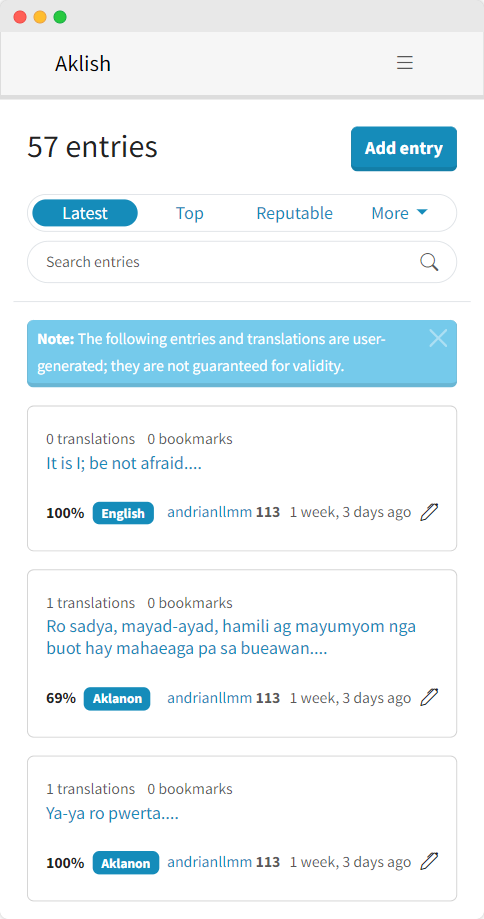 Aklish
57 entries
Add entry
Latest
Top
Reputable
More
Search entries
Note: The following entries and translations are user-
generated; they are not guaranteed for validity.
0 translations 0 bookmarks
It is I; be not afraid....
100% English andrianllmm 113 1 week, 3 days ago
1 translations 0 bookmarks
Ro sadya, mayad-ayad, hamili ag mayumyom nga
buot hay mahaeaga pa sa bueawan....
69% Aklanon andrianllmm 113 1 week, 3 days ago
1 translations 0 bookmarks
Ya-ya ro pwerta....
100% Aklanon andrianllmm 113 1 week, 3 days ago